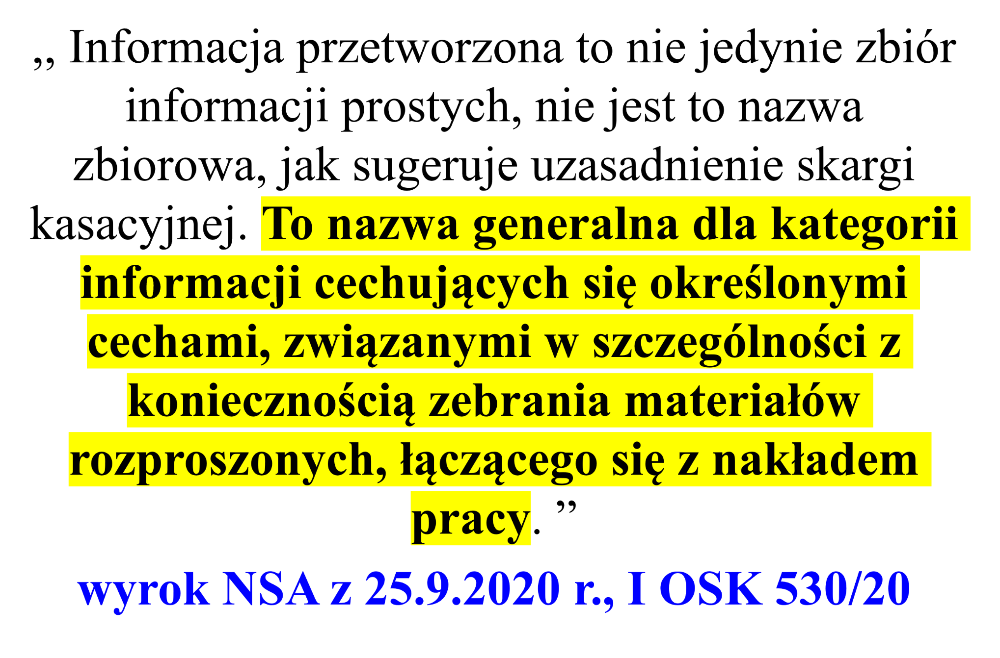 ,, Informacja przetworzona to nie jedynie zbiór
informacji prostych, nie jest to nazwa
zbiorowa, jak sugeruje uzasadnienie skargi
kasacyjnej. To nazwa generalna dla kategorii
informacji cechujących się określonymi
cechami, związanymi w szczególności z
koniecznością zebrania materiałów
rozproszonych, łączącego się z nakładem
pracy. ”
wyrok NSA z 25.9.2020 r., I OSK 530/20